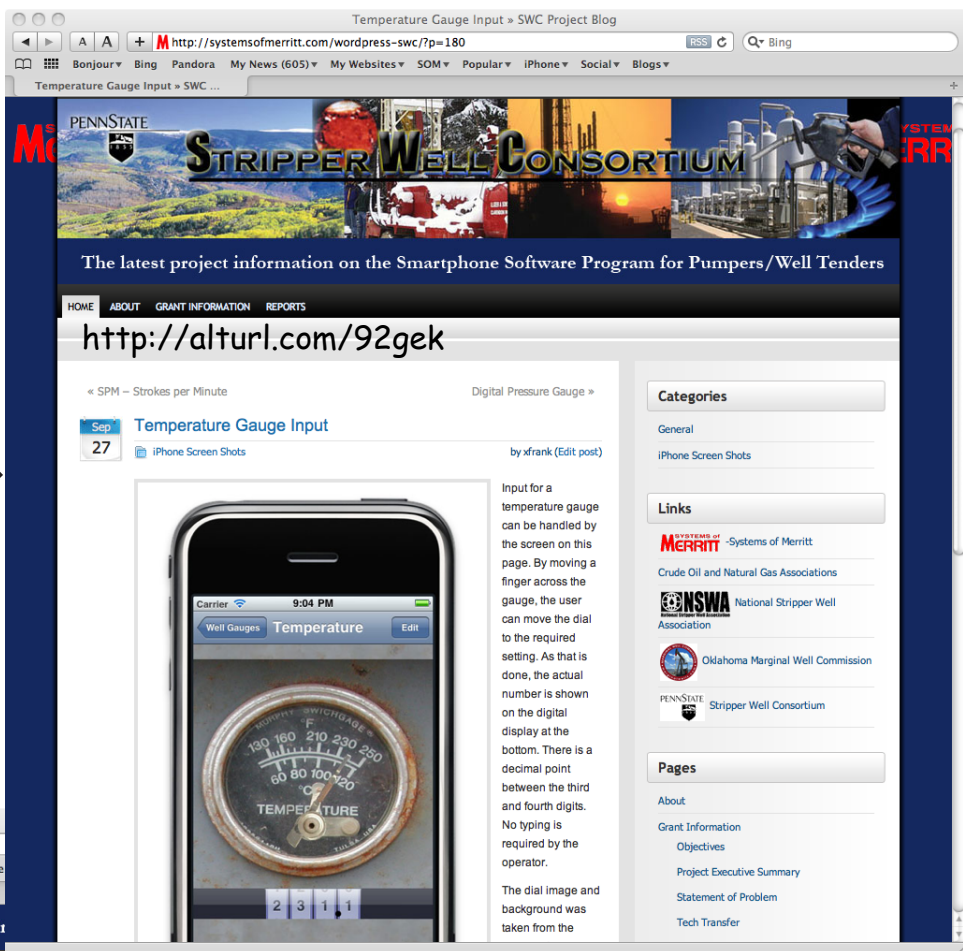 Temperature Gauge Input » SWC Project Blog
A A + M http://systemsofmerritt.com/wordpress-swc/?p=180 RSS Bing
Bonjour Bing Pandora My News (605) My Websites SOM Popular iPhone Social Blogs
Temperature Gauge Input » SWC ...
PENNSTATE
1855
STRIPPER WELL CONSORTIUM
The latest project information on the Smartphone Software Program for Pumpers/Well Tenders
HOME ABOUT GRANT INFORMATION REPORTS
http://alturl.com/92gek
« SPM – Strokes per Minute
Digital Pressure Gauge »
Sep
27
Temperature Gauge Input
iPhone Screen Shots
by xfrank (Edit post)
Carrier 9:04 PM
Well Gauges Temperature Edit
MURPHY SWICHGAGE
°F
130 160 210 230 250
60 80 100 120
°C
TEMPERATURE
TULSA
2 3 1 . 1
Input for a
temperature gauge
can be handled by
the screen on this
page. By moving a
finger across the
gauge, the user
can move the dial
to the required
setting. As that is
done, the actual
number is shown
on the digital
display at the
bottom. There is a
decimal point
between the third
and fourth digits.
No typing is
required by the
operator.
The dial image and
background was
taken from the
Categories
General
iPhone Screen Shots
Links
SYSTEMS of
MERRITT -Systems of Merritt
Crude Oil and Natural Gas Associations
NSWA National Stripper Well
Association
Oklahoma Marginal Well Commission
PENNSTATE Stripper Well Consortium
Pages
About
Grant Information
Objectives
Project Executive Summary
Statement of Problem
Tech Transfer